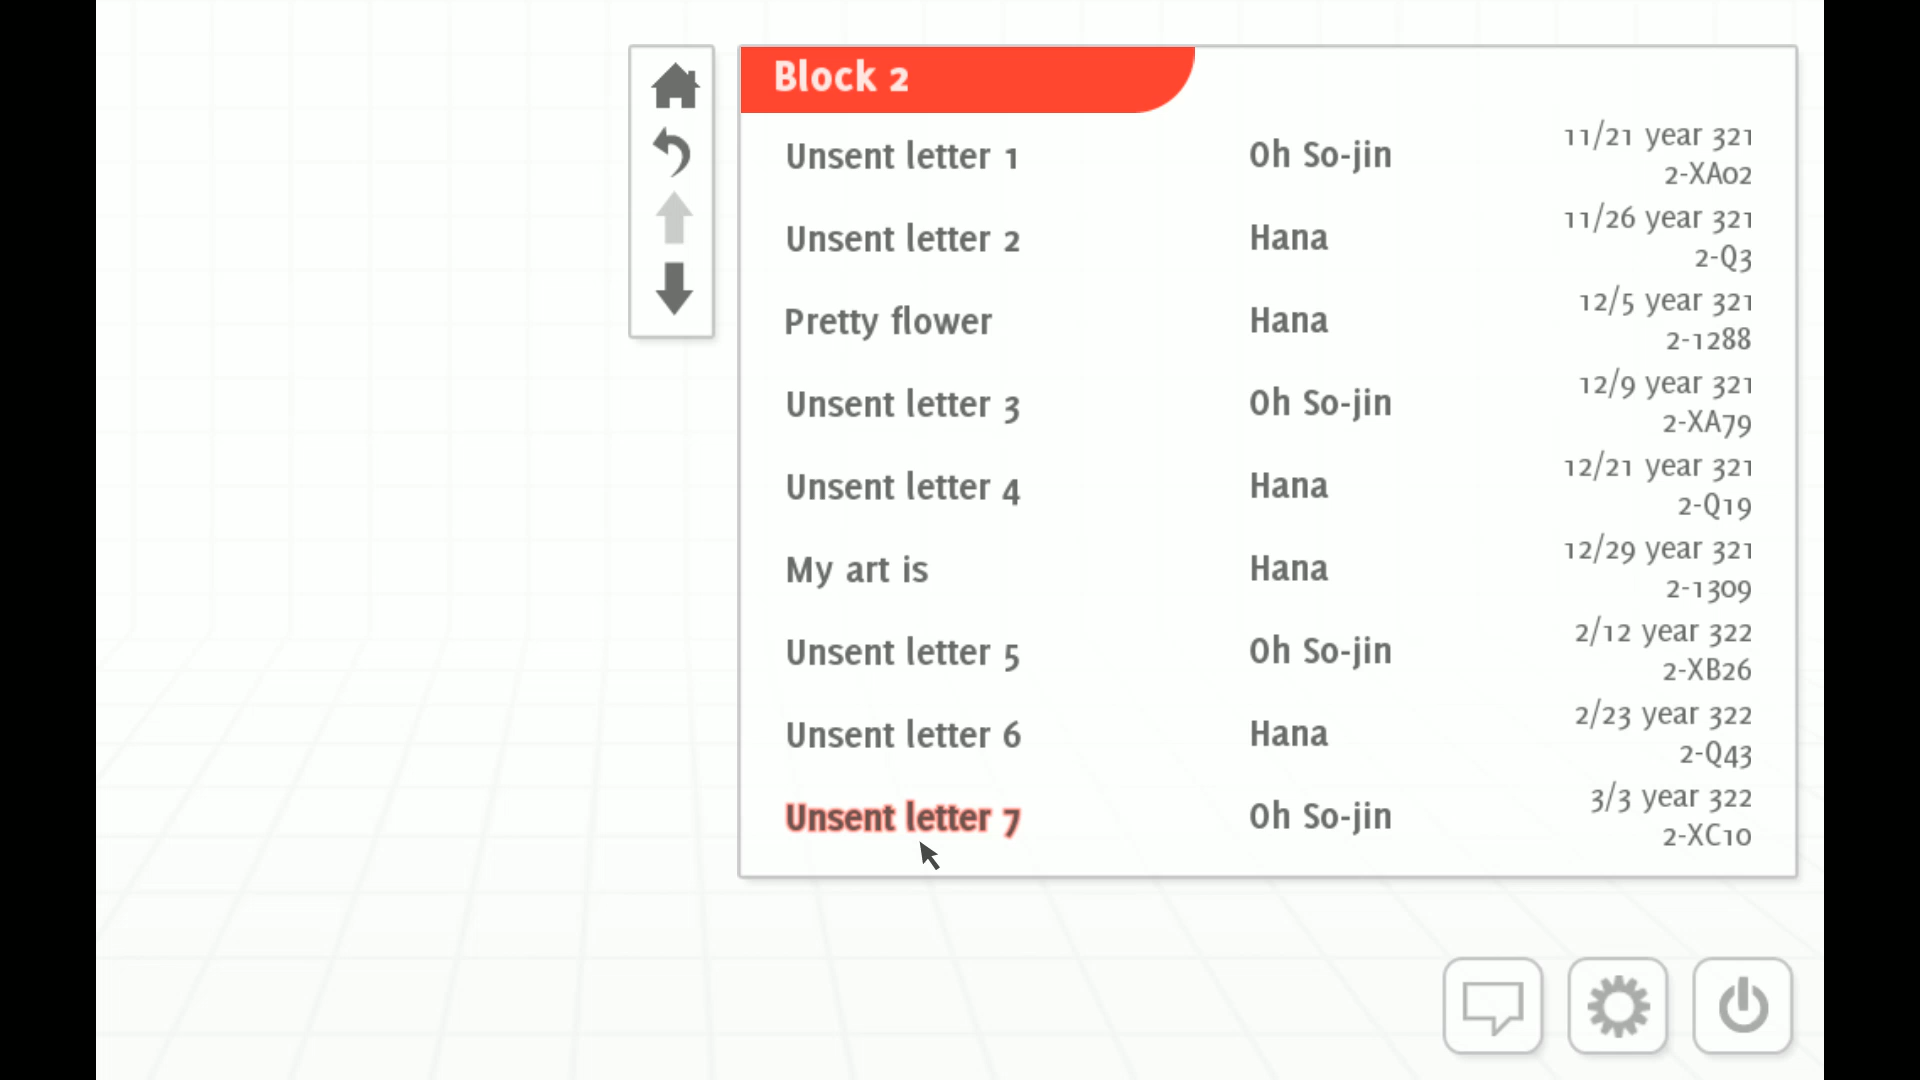 Block 2
Unsent letter 1 Oh So-jin 11/21 year 321
2-XA02
Unsent letter 2 Hana 11/26 year 321
2-Q3
Pretty flower Hana 12/5 year 321
2-1288
Unsent letter 3 Oh So-jin 12/9 year 321
2-XA79
Unsent letter 4 Hana 12/21 year 321
2-Q19
My art is Hana 12/29 year 321
2-1309
Unsent letter 5 Oh So-jin 2/12 year 322
2-XB26
Unsent letter 6 Hana 2/23 year 322
2-Q43
Unsent letter 7 Oh So-jin 3/3 year 322
2-XC10